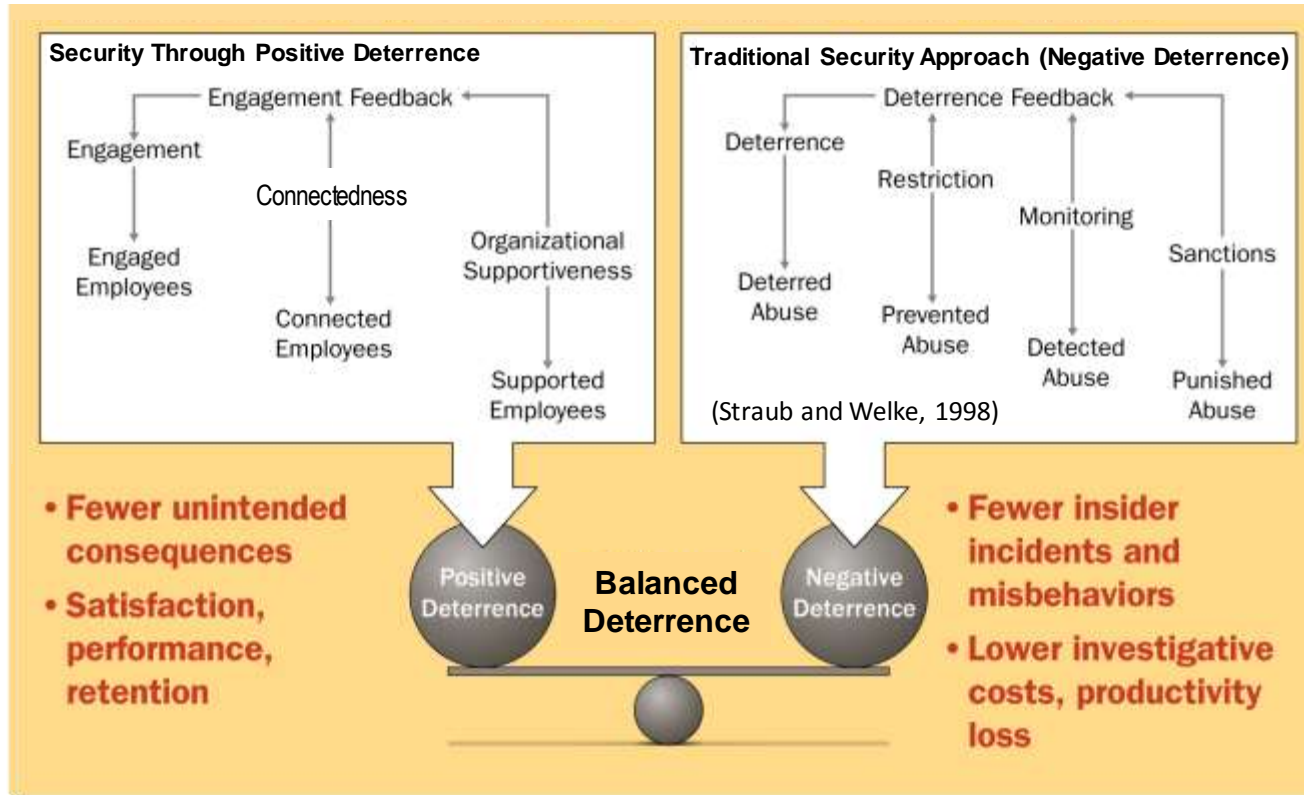 Security Through Positive Deterrence
Engagement Feedback
Engagement
Connectedness
Organizational
Supportiveness
Engaged
Employees
Connected
Employees
Supported
Employees
Traditional Security Approach (Negative Deterrence)
Deterrence Feedback
Deterrence
Restriction
Monitoring
Sanctions
Deterred
Abuse
Prevented
Abuse
Detected
Abuse
Punished
Abuse
(Straub and Welke, 1998)
• Fewer unintended
consequences
• Satisfaction,
performance,
retention
Positive
Deterrence
Balanced
Deterrence
Negative
Deterrence
• Fewer insider
incidents and
misbehaviors
• Lower investigative
costs, productivity
loss